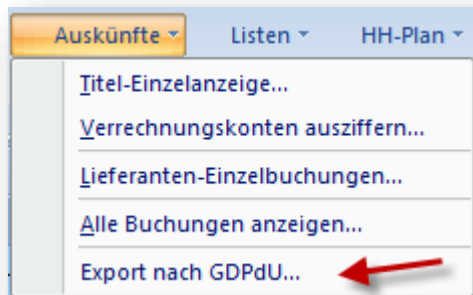 Auskünfte Listen HH-Plan
Titel-Einzelanzeige...
Verrechnungskonten ausziffern...
Lieferanten-Einzelbuchungen...
Alle Buchungen anzeigen...
Export nach GDPdU...